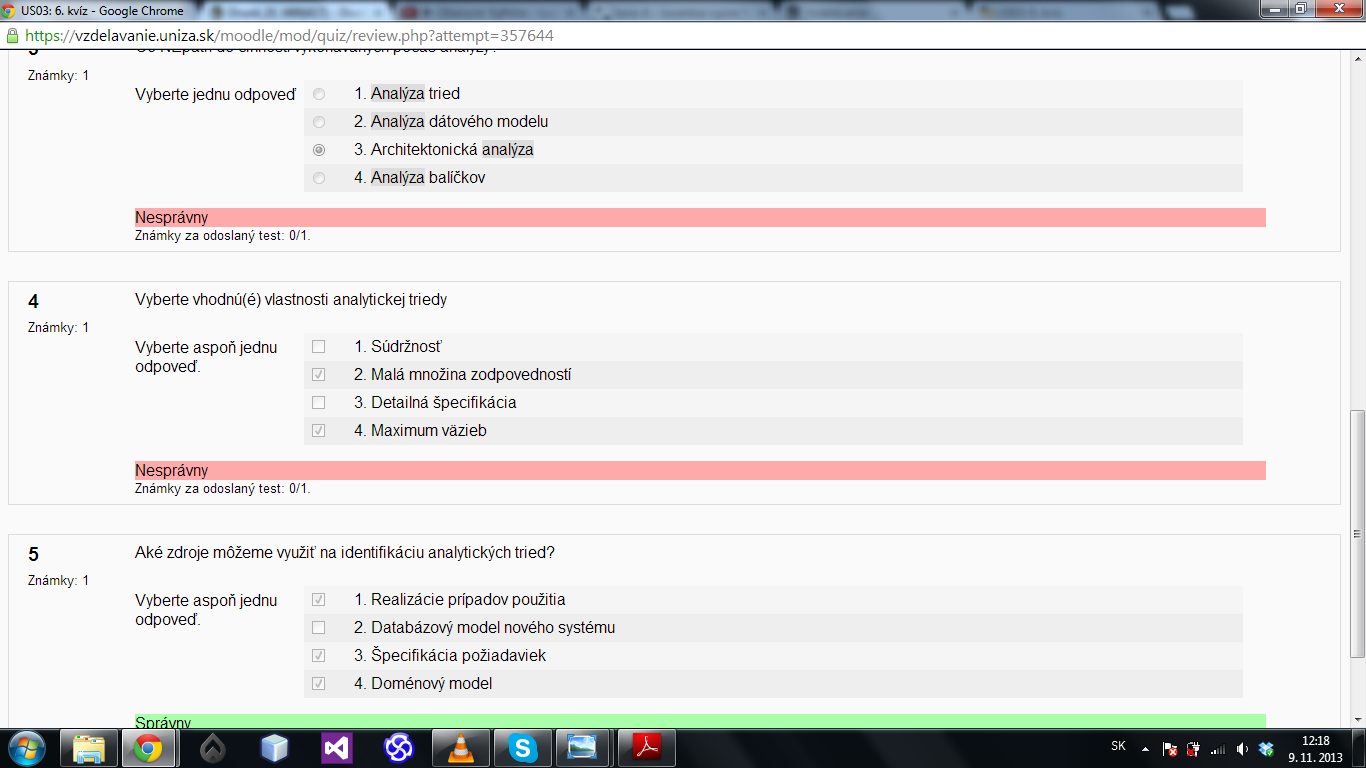 US03: 6. kvíz - Google Chrome
https://vzdelavanie.uniza.sk/moodle/mod/quiz/review.php?attempt=357644
Známky: 1
Vyberte jednu odpoveď
1. Analýza tried
2. Analýza dátového modelu
3. Architektonická analýza
4. Analýza balíčkov
Nesprávny
Známky za odoslaný test: 0/1.
4
Vyberte vhodnú(é) vlastnosti analytickej triedy
Známky: 1
Vyberte aspoň jednu
odpoveď.
1. Súdržnosť
2. Malá množina zodpovedností
3. Detailná špecifikácia
4. Maximum väzieb
Nesprávny
Známky za odoslaný test: 0/1.
5
Aké zdroje môžeme využiť na identifikáciu analytických tried?
Známky: 1
Vyberte aspoň jednu
odpoveď.
1. Realizácie prípadov použitia
2. Databázový model nového systému
3. Špecifikácia požiadaviek
4. Doménový model
Správny
SK
12:18
9. 11. 2013